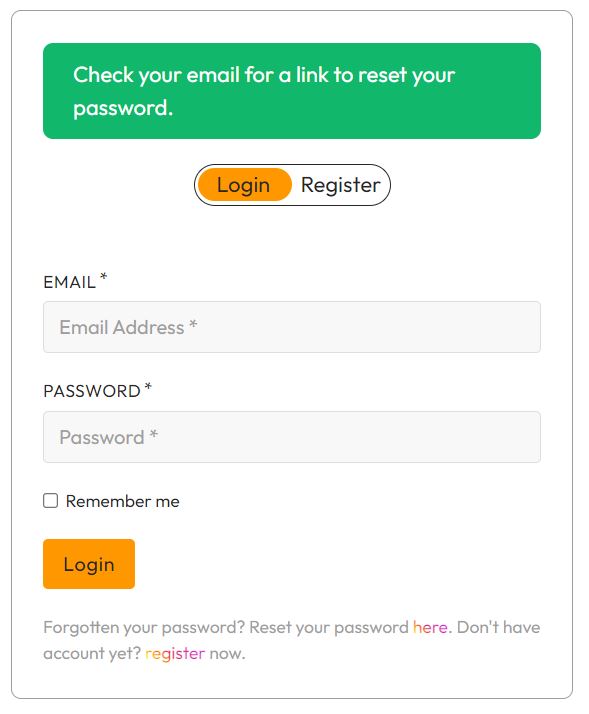 Check your email for a link to reset your
password.
Login Register
EMAIL *
Email Address *
PASSWORD *
Password *
Remember me
Login
Forgotten your password? Reset your password here. Don't have
account yet? register now.